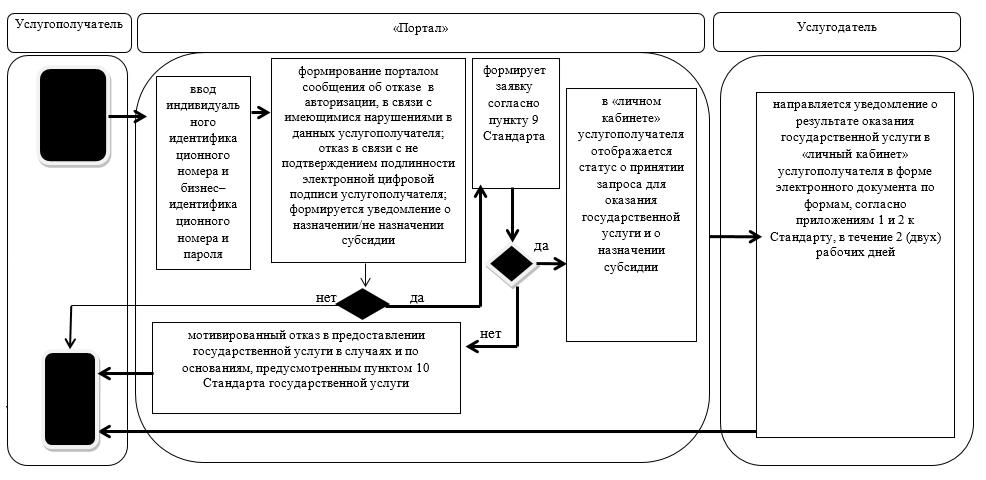 Услугополучатель
«Портал»
Услугодатель
ввод
индивидуаль
ного
идентифика
ционного
номера и
бизнес–
идентифика
ционного
номера и
пароля
формирование порталом
сообщения об отказе в
авторизации, в связи с
имеющимися нарушениями в
данных услугополучателя;
отказ в связи с не
подтверждением подлинности
электронной цифровой
подписи услугополучателя;
формируется уведомление о
назначении/не назначении
субсидии
формирует
заявку
согласно
пункту 9
Стандарта
в «личном
кабинете»
услугополучателя
отображается
статус о принятии
запроса для
оказания
государственной
услуги и о
назначении
субсидии
направляется уведомление о
результате оказания
государственной услуги в
«личный кабинет»
услугополучателя в форме
электронного документа по
формам, согласно
приложениям 1 и 2 к
Стандарту, в течение 2 (двух)
рабочих дней
да
нет
да
нет
мотивированный отказ в предоставлении
государственной услуги в случаях и по
основаниям, предусмотренным пунктом 10
Стандарта государственной услуги